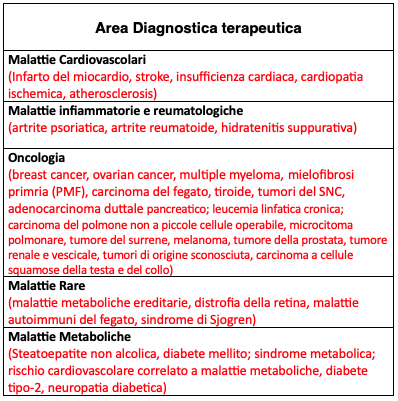 Area Diagnostica terapeutica
Malattie Cardiovascolari
(Infarto del miocardio, stroke, insufficienza cardiaca, cardiopatia
ischemica, atherosclerosis)
Malattie infiammatorie e reumatologiche
(artrite psoriatica, artrite reumatoide, hidratenitis suppurativa)
Oncologia
(breast cancer, ovarian cancer, multiple myeloma, mielofibrosi
primria (PMF), carcinoma del fegato, tiroide, tumori del SNC,
adenocarcinoma duttale pancreatico; leucemia linfatica cronica;
carcinoma del polmone non a piccole cellule operabile, microcitoma
polmonare, tumore del surrene, melanoma, tumore della prostata, tumore
renale e vescicale, tumori di origine sconosciuta, carcinoma a cellule
squamose della testa e del collo)
Malattie Rare
(malattie metaboliche ereditarie, distrofia della retina, malattie
autoimmuni del fegato, sindrome di Sjogren)
Malattie Metaboliche
(Steatoepatite non alcolica, diabete mellito; sindrome metabolica;
rischio cardiovascolare correlato a malattie metaboliche, diabete
tipo-2, neuropatia diabetica)